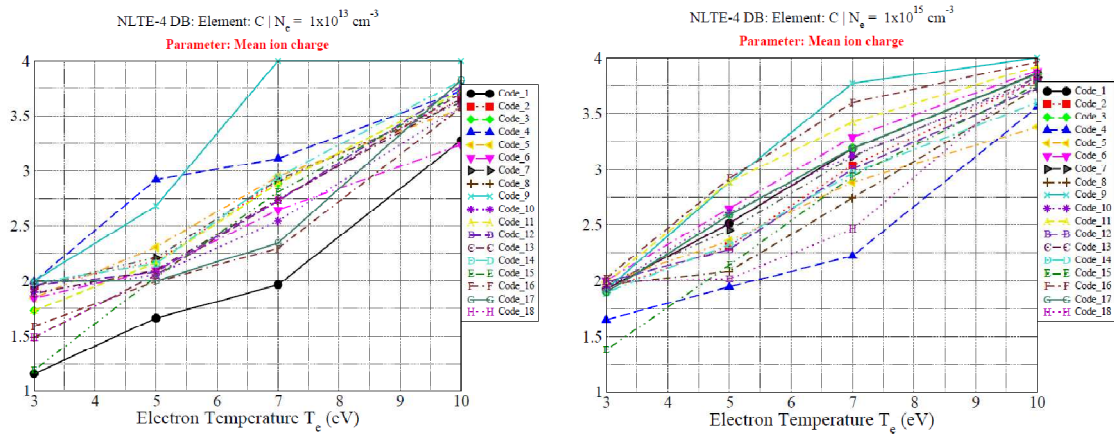 NLTE-4 DB: Element: C | N_e = 1x10^13 cm^-3
Parameter: Mean ion charge
4
3.5
3
2.5
2
1.5
1
3 4 5 6 7 8 9 10
Electron Temperature T_e (eV)
Code_1
Code_2
Code_3
Code_4
Code_5
Code_6
Code_7
Code_8
Code_9
Code_10
Code_11
Code_12
Code_13
Code_14
Code_15
Code_16
Code_17
Code_18
NLTE-4 DB: Element: C | N_e = 1x10^15 cm^-3
Parameter: Mean ion charge
4
3.5
3
2.5
2
1.5
1
3 4 5 6 7 8 9 10
Electron Temperature T_e (eV)
Code_1
Code_2
Code_3
Code_4
Code_5
Code_6
Code_7
Code_8
Code_9
Code_10
Code_11
Code_12
Code_13
Code_14
Code_15
Code_16
Code_17
Code_18